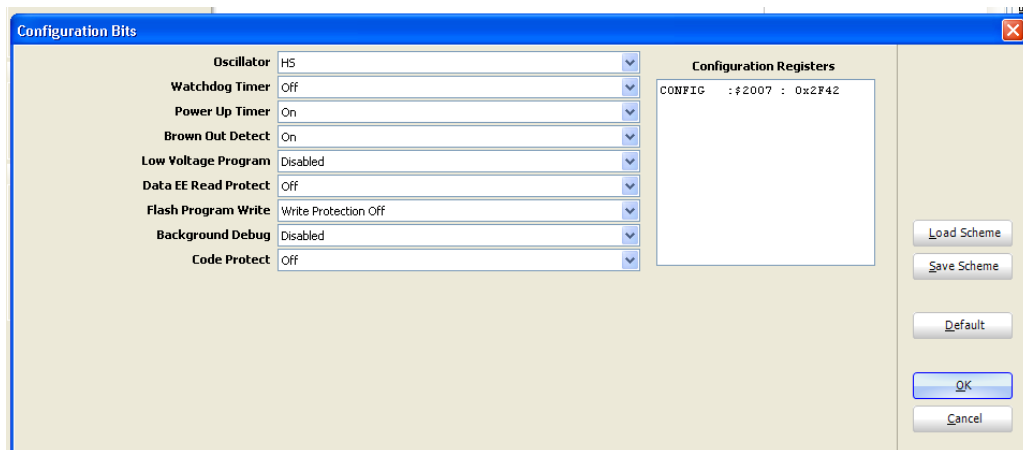 Configuration Bits
Oscillator HS
Watchdog Timer Off
Power Up Timer On
Brown Out Detect On
Low Voltage Program Disabled
Data EE Read Protect Off
Flash Program Write Write Protection Off
Background Debug Disabled
Code Protect Off
Configuration Registers
CONFIG :$2007 : 0x2F42
Load Scheme
Save Scheme
Default
OK
Cancel